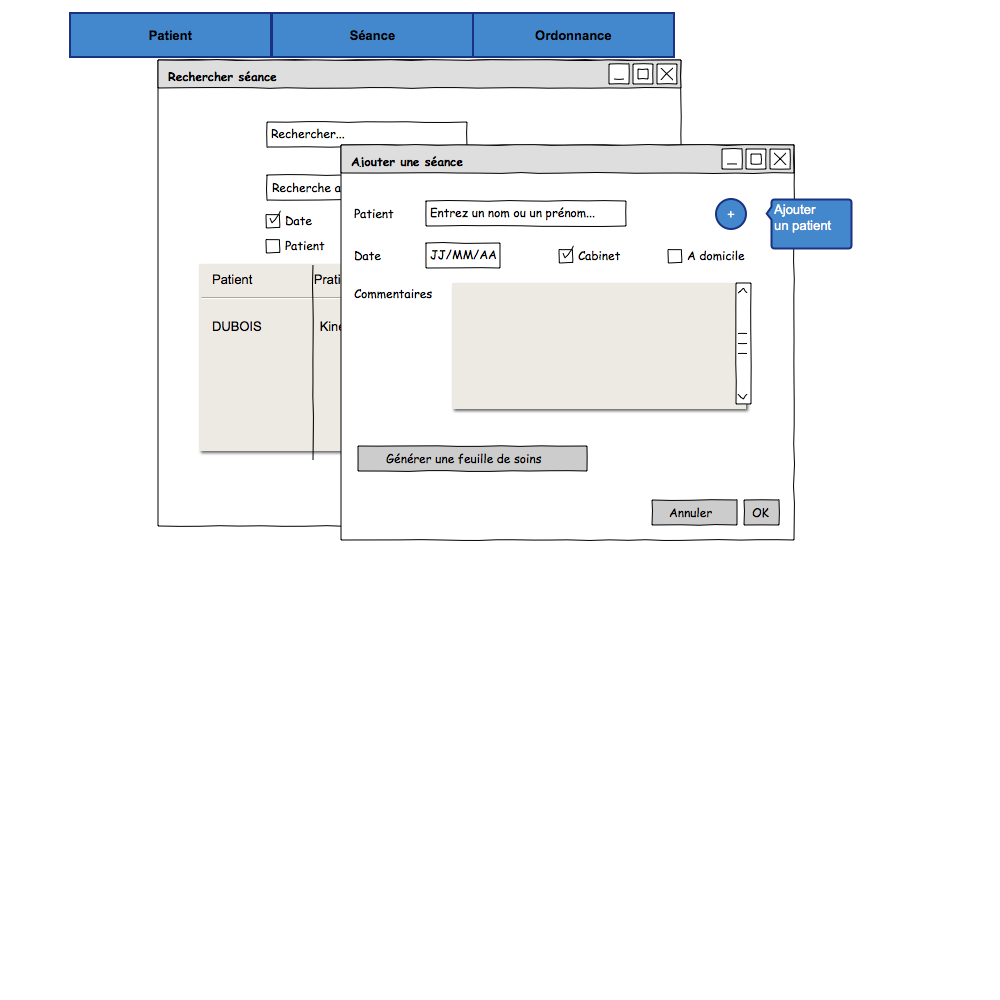 Patient Séance Ordonnance
Rechercher séance
Rechercher...
Ajouter une séance
Recherche a
Patient Entrez un nom ou un prénom... + Ajouter
un patient
Date
Patient
Date JJ/MM/AA Cabinet A domicile
Patient Prati
Commentaires
DUBOIS Kine
Générer une feuille de soins
Annuler OK